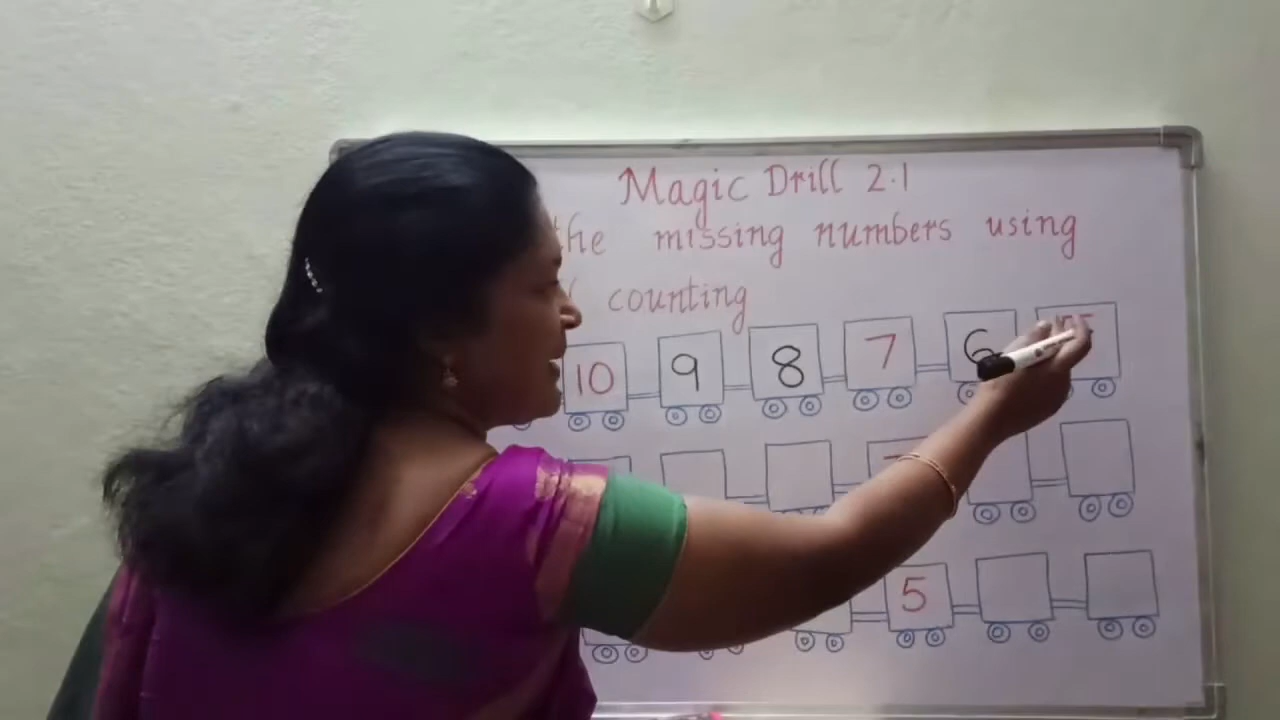 Magic Drill 2.1
the missing numbers using
counting
10 9 8 7 6
5